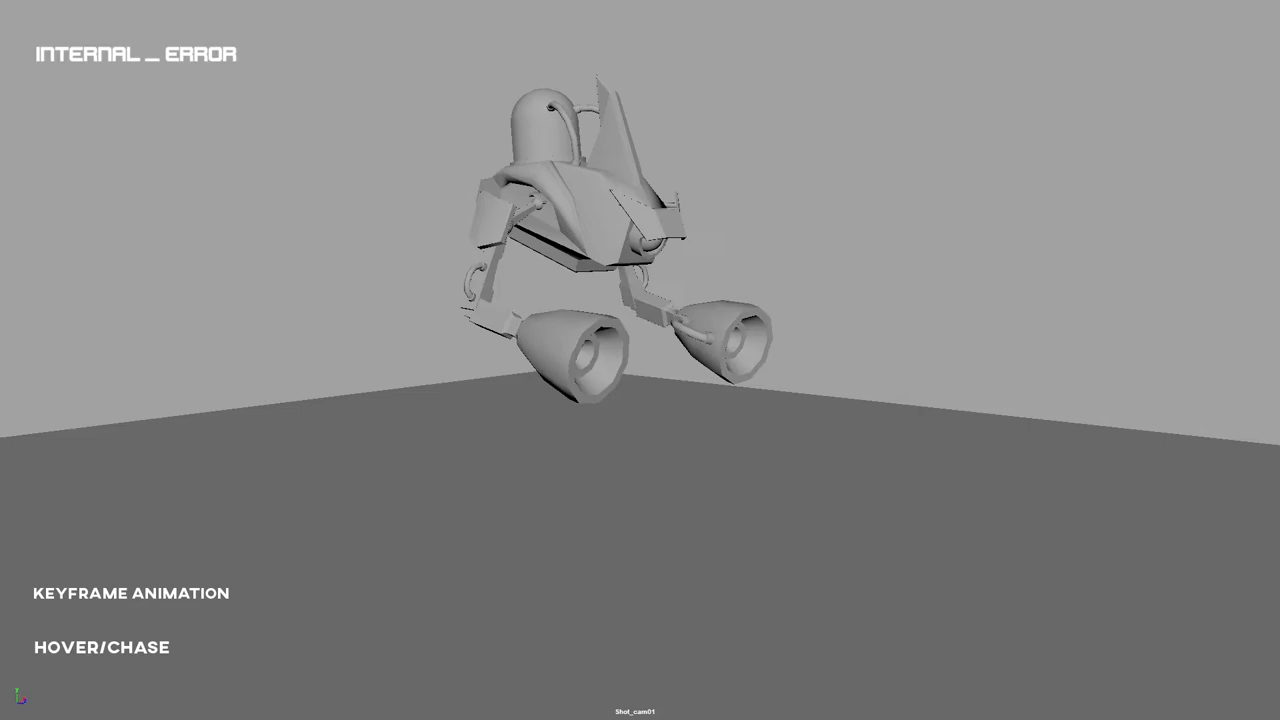 INTERNAL _ ERROR
KEYFRAME ANIMATION
HOVER/CHASE
Shot_cam01